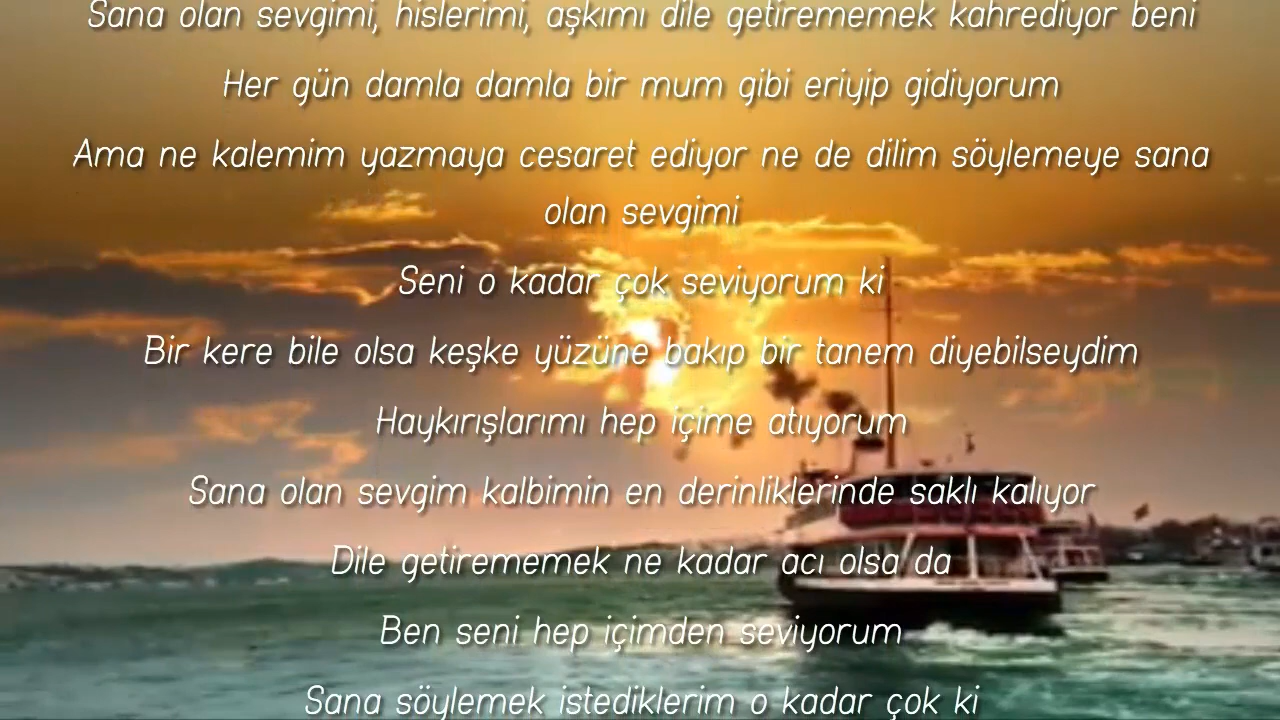 Sana olan sevgimi, hislerimi, aşkımı dile getirememek kahrediyor beni
Her gün damla damla bir mum gibi eriyip gidiyorum
Ama ne kalemim yazmaya cesaret ediyor ne de dilim söylemeye sana
olan sevgimi
Seni o kadar çok seviyorum ki
Bir kere bile olsa keşke yüzüne bakıp bir tanem diyebilseydim
Haykırışlarımı hep içime atıyorum
Sana olan sevgim kalbimin en derinliklerinde saklı kalıyor
Dile getirememek ne kadar acı olsa da
Ben seni hep içimden seviyorum
Sana söylemek istediklerim o kadar çok ki